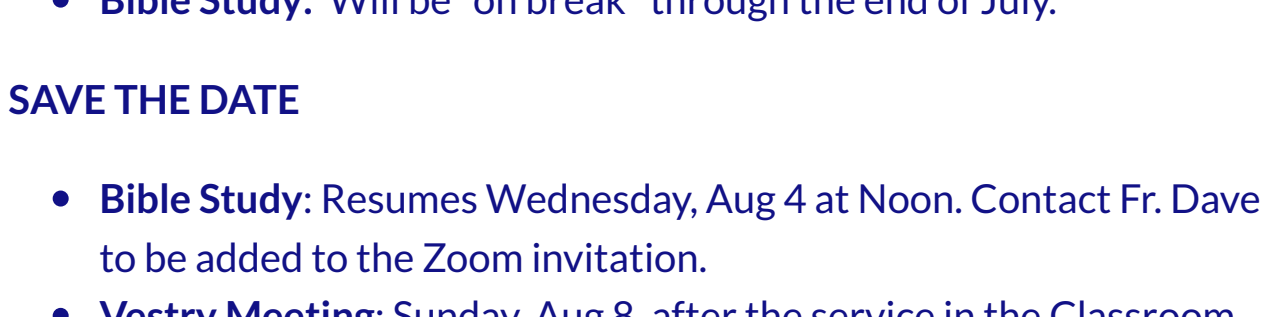 Bible Study: Will be "on break" through the end of July.
SAVE THE DATE
Bible Study: Resumes Wednesday, Aug 4 at Noon. Contact Fr. Dave
to be added to the Zoom invitation.
Vestry Meeting: Sunday, Aug 8, after the service in the Classroom